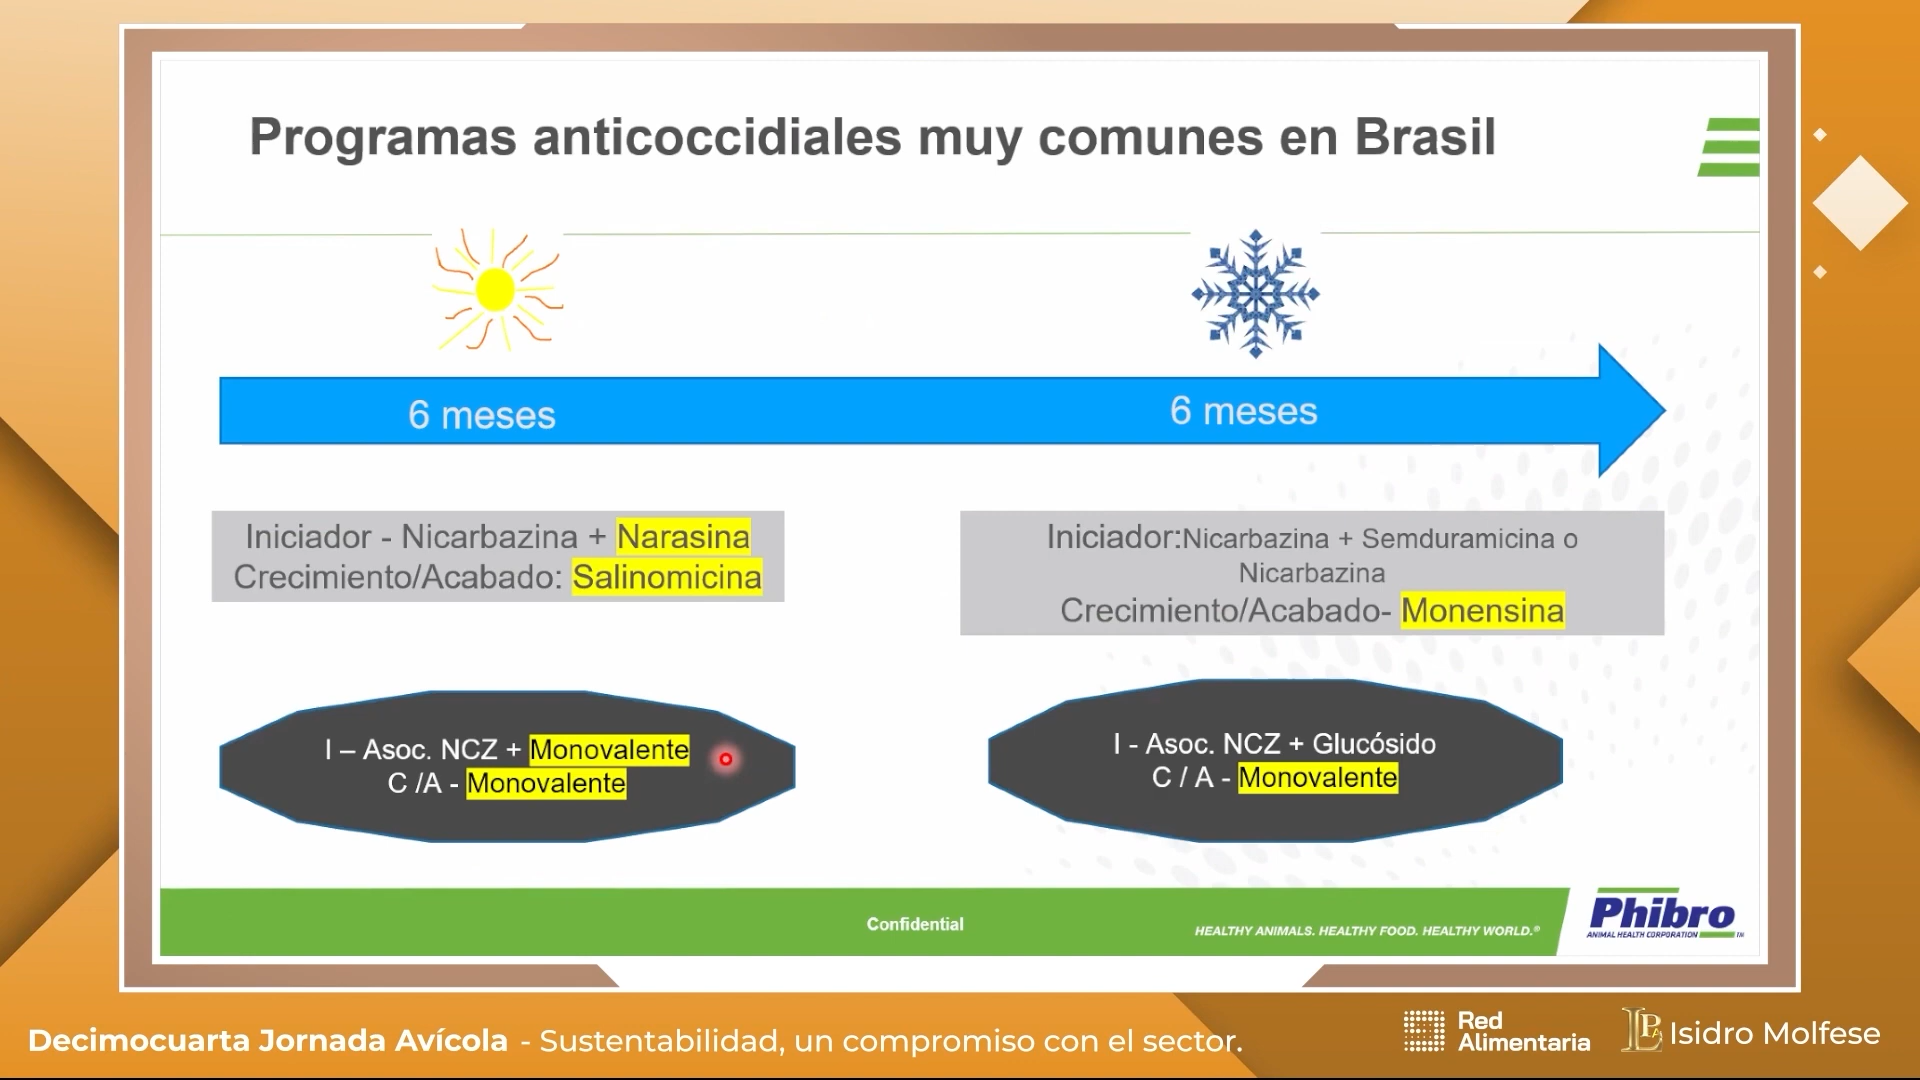 Programas anticoccidiales muy comunes en Brasil
6 meses
6 meses
Iniciador - Nicarbazina + Narasina
Crecimiento/Acabado: Salinomicina
Iniciador:Nicarbazina + Semduramicina o
Nicarbazina
Crecimiento/Acabado- Monensina
I – Asoc. NCZ + Monovalente
C /A - Monovalente
I - Asoc. NCZ + Glucósido
C / A - Monovalente
Confidential
HEALTHY ANIMALS. HEALTHY FOOD. HEALTHY WORLD.®
Phibro
ANIMAL HEALTH CORPORATION TM
Decimocuarta Jornada Avícola - Sustentabilidad, un compromiso con el sector.
Red
Alimentaria
Isidro Molfese